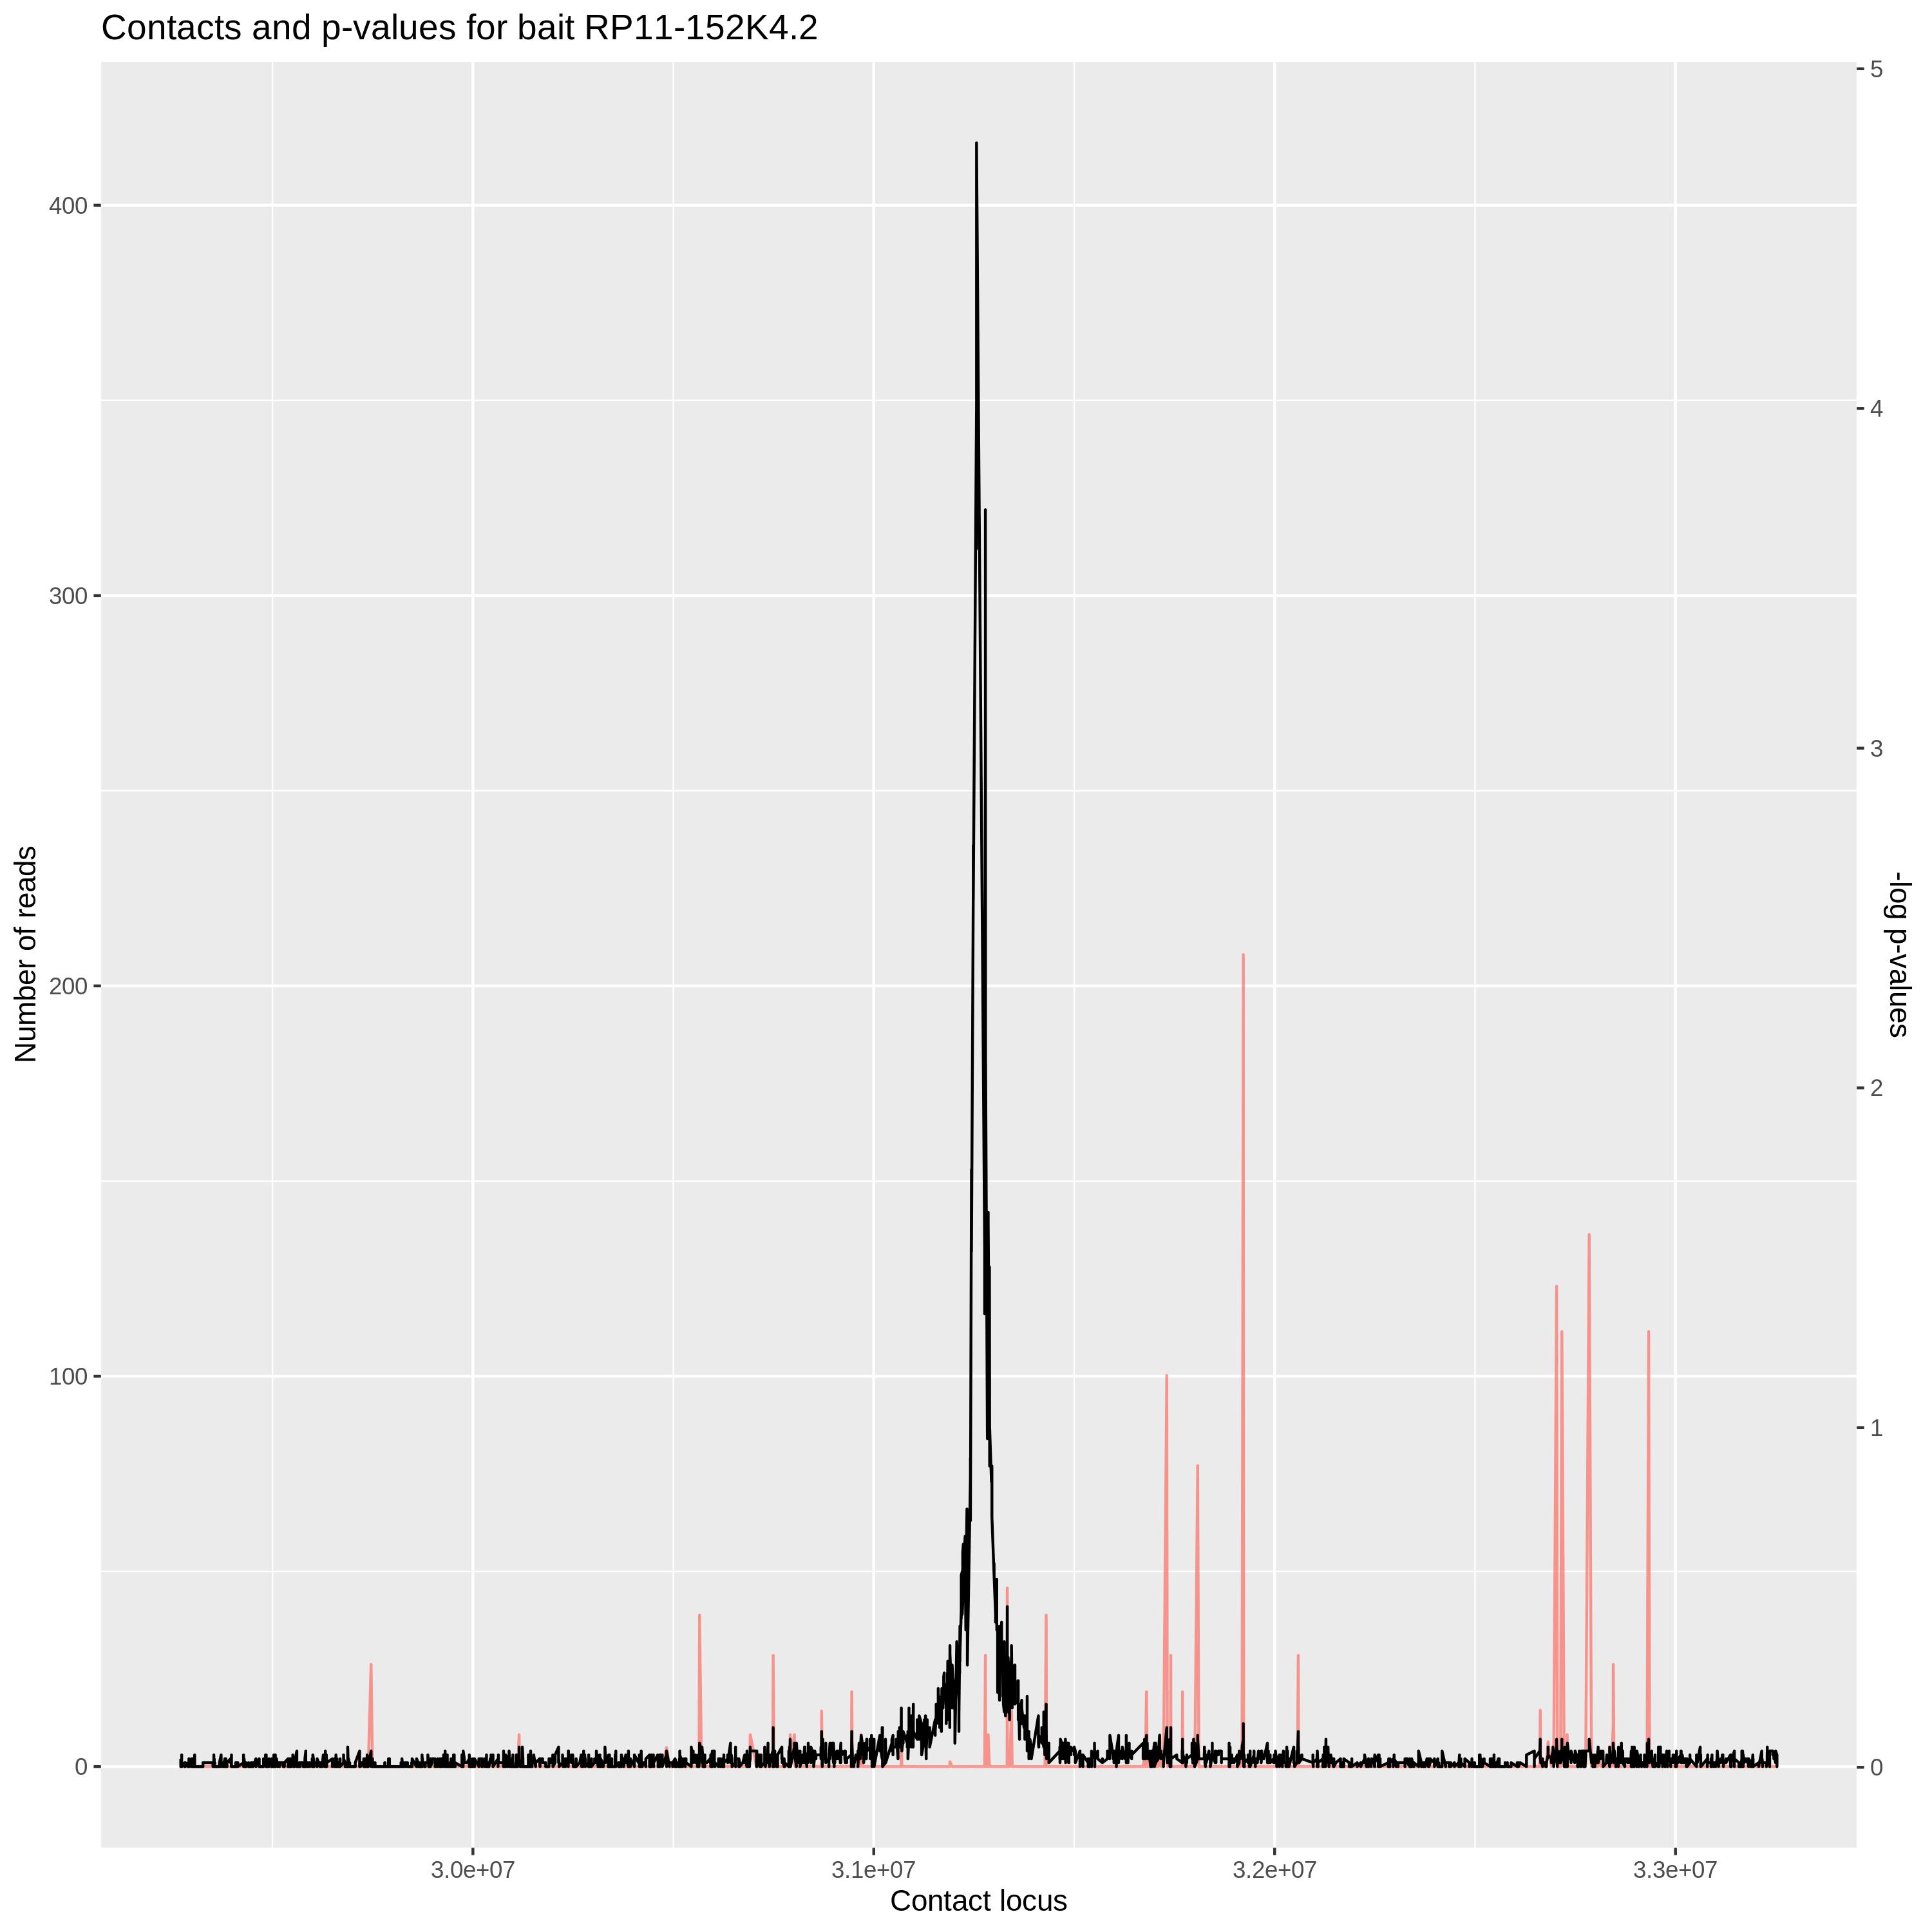 Contacts and p-values for bait RP11-152K4.2
Number of reads
400
300
200
100
0
5
4
3
2
1
0
-log p-values
3.0e+07
3.1e+07
3.2e+07
3.3e+07
Contact locus